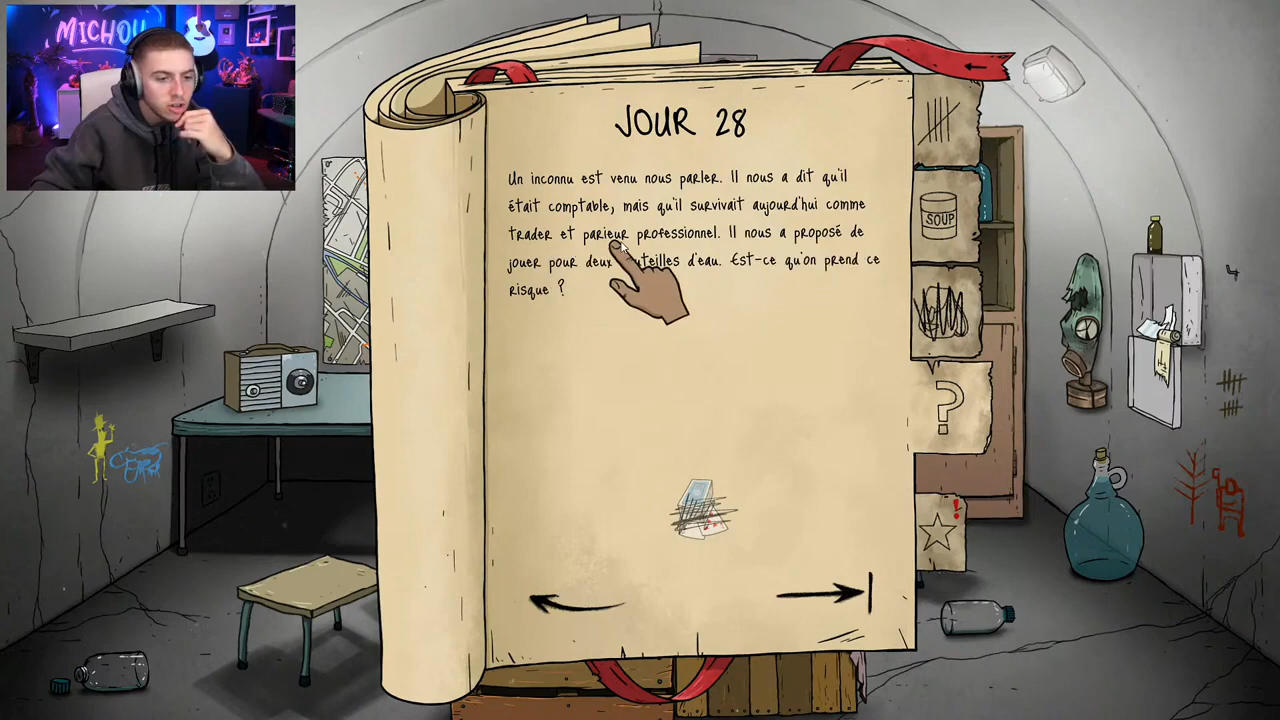 MICHOU
JOUR 28
Un inconnu est venu nous parler. Il nous a dit qu'il
était comptable, mais qu'il survivait aujourd'hui comme
trader et parieur professionnel. Il nous a proposé de
jouer pour deux d'eau. Est-ce qu'on prend ce
risque ?
SOUP
?
!